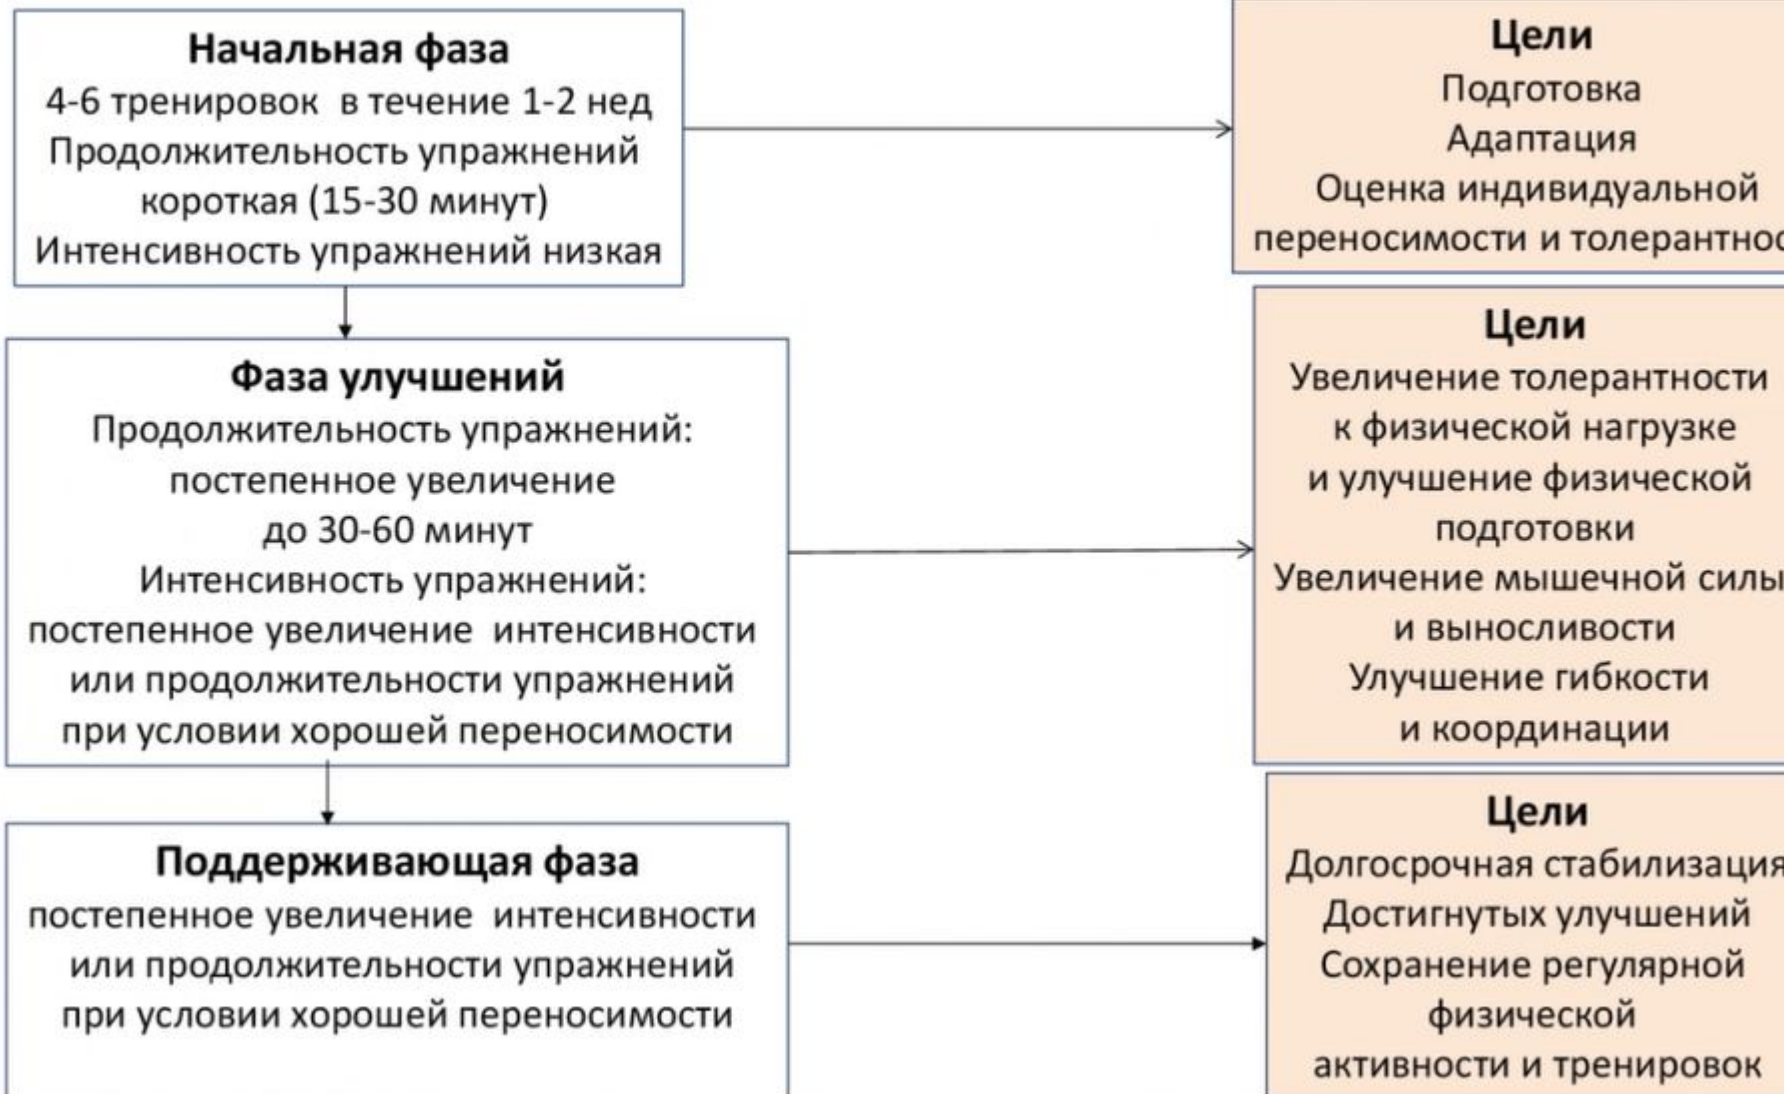 Начальная фаза
4-6 тренировок в течение 1-2 нед
Продолжительность упражнений
короткая (15-30 минут)
Интенсивность упражнений низкая
Цели
Подготовка
Адаптация
Оценка индивидуальной
переносимости и
Фаза улучшений
Продолжительность упражнений:
постепенное увеличение
до 30-60 минут
Интенсивность упражнений:
постепенное увеличение интенсивности
или продолжительности упражнений
при условии хорошей переносимости
Цели
Увеличение толерантности
к физической нагрузке
и улучшение физической
подготовки
Увеличение мышечной силы
и выносливости
Улучшение гибкости
и координации
Поддерживающая фаза
постепенное увеличение интенсивности
или продолжительности упражнений
при условии хорошей переносимости
Цели
Долгосрочная стабилизация
Достигнутых улучшений
Сохранение регулярной
физической
активности и тренировок